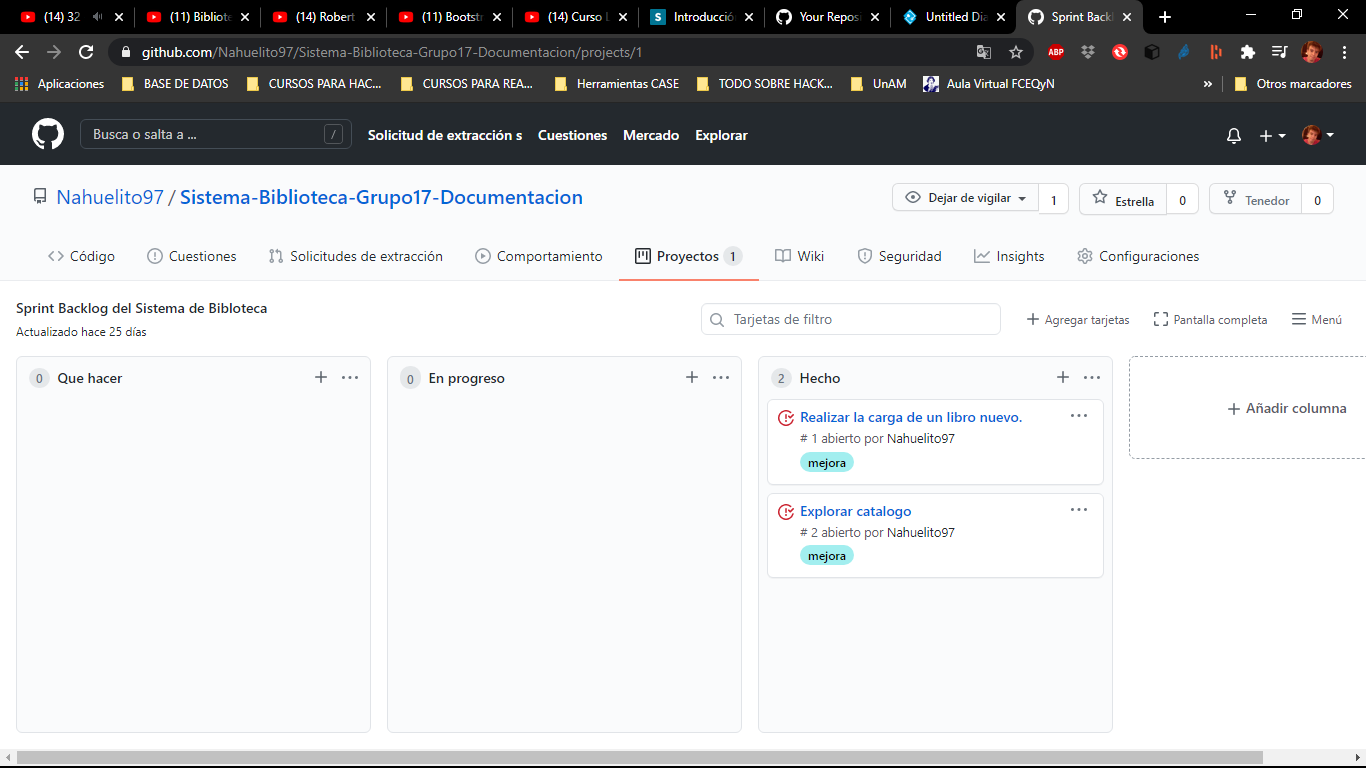 (14) 32
(11) Bibliote
(14) Robert
(11) Bootstr
(14) Curso L
Introducció
Your Repos
Untitled Dia
Sprint Back
github.com/Nahuelito97/Sistema-Biblioteca-Grupo17-Documentacion/projects/1
ABP
Aplicaciones
BASE DE DATOS
CURSOS PARA HAC...
CURSOS PARA REA...
Herramientas CASE
TODO SOBRE HACK...
UnAM
Aula Virtual FCEQyN
»
Otros marcadores
Busca o salta a ...
/
Solicitud de extracción s
Cuestiones
Mercado
Explorar
Nahuelito97 / Sistema-Biblioteca-Grupo17-Documentacion
Dejar de vigilar 1
Estrella 0
Tenedor 0
Código
Cuestiones
Solicitudes de extracción
Comportamiento
Proyectos 1
Wiki
Seguridad
Insights
Configuraciones
Sprint Backlog del Sistema de Bibloteca
Actualizado hace 25 días
Tarjetas de filtro
Agregar tarjetas
Pantalla completa
Menú
0 Que hacer
0 En progreso
2 Hecho
Realizar la carga de un libro nuevo.
# 1 abierto por Nahuelito97
mejora
Explorar catalogo
# 2 abierto por Nahuelito97
mejora
Añadir columna